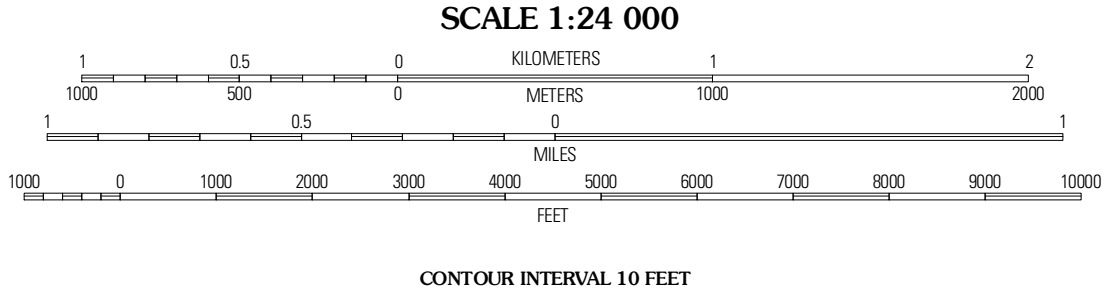 SCALE 1:24 000
1 0.5 0 KILOMETERS 1 2
1000 500 0 METERS 1000 2000
1 0.5 0 1
MILES
1000 0 1000 2000 3000 4000 5000 6000 7000 8000 9000 10000
FEET
CONTOUR INTERVAL 10 FEET